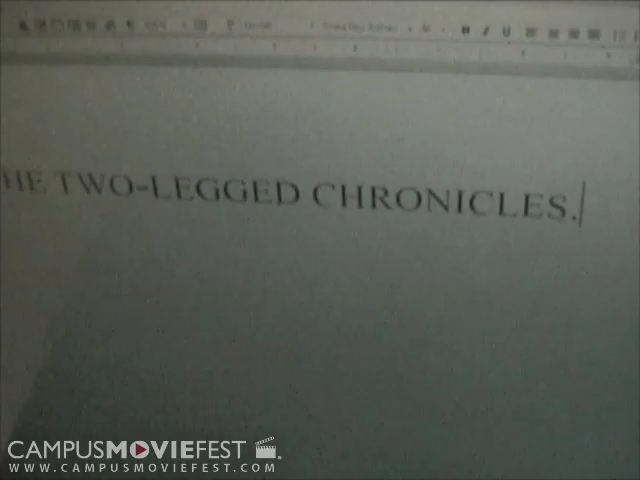 HE TWO-LEGGED CHRONICLES.
B I U
CAMPUSMOVIEFEST
WWW.CAMPUSMOVIEFEST.COM